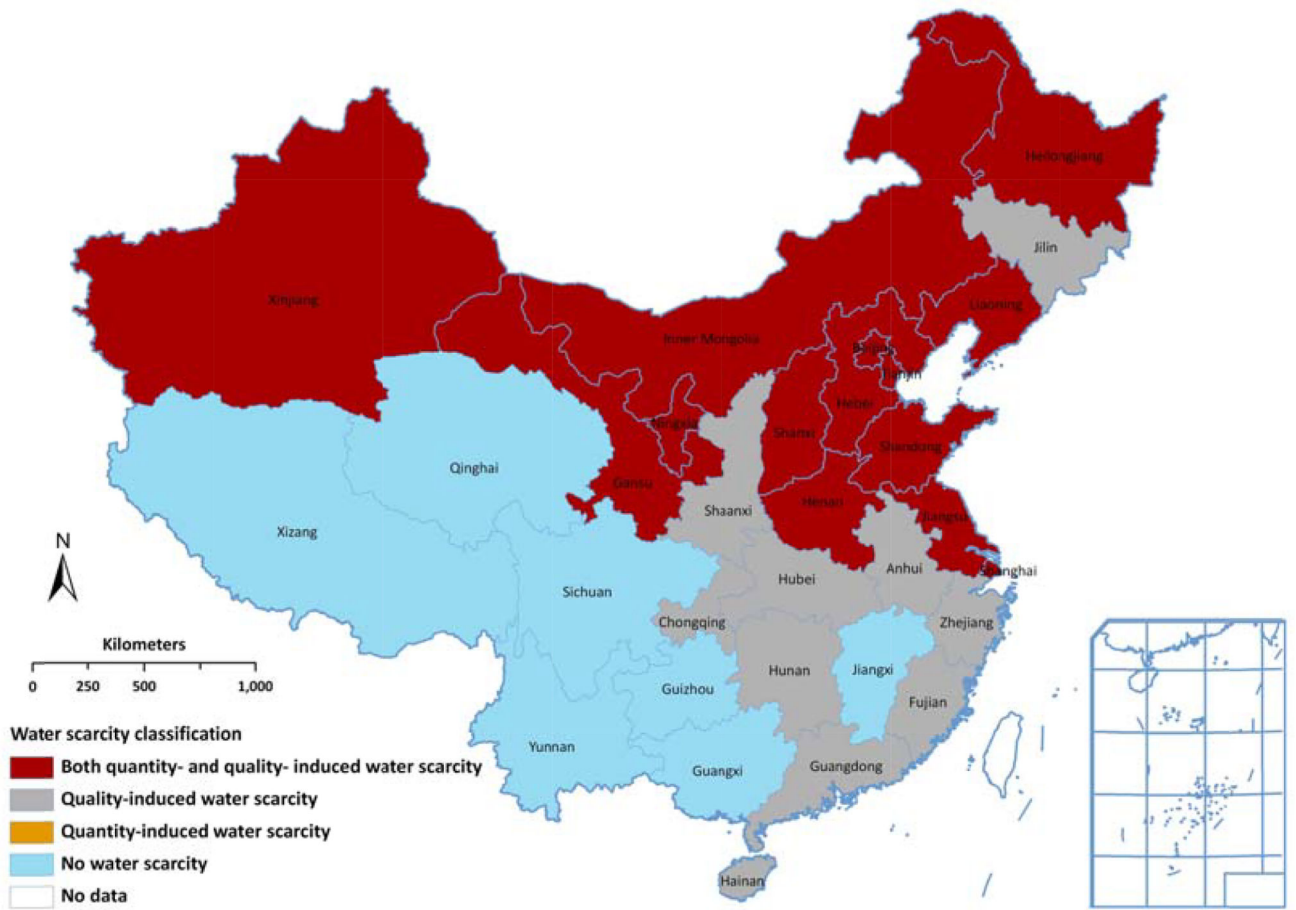 Heilongjiang
Jilin
Xinjiang
Liaoning
Inner Mongolia
Beijing
Tianjin
Hebei
Ningxia
Shanxi
Shandong
Qinghai
Gansu
Henan
Shaanxi
Jiangsu
Xizang
N
Anhui
Shanghai
Hubei
Sichuan
Chongqing
Zhejiang
Kilometers
Hunan
Jiangxi
0 250 500 1,000
Guizhou
Fujian
Water scarcity classification
Yunnan
Both quantity- and quality- induced water scarcity
Guangxi
Guangdong
Quality-induced water scarcity
Quantity-induced water scarcity
No water scarcity
Hainan
No data